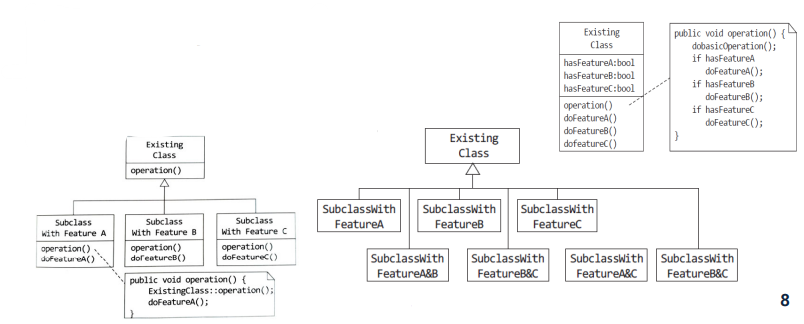 Existing
Class
hasFeatureA:bool
hasFeatureB:bool
hasFeatureC:bool
operation()
doFeatureA()
doFeatureB()
dofeatureC()
public void operation() {
dobasicOperation();
if hasFeatureA
doFeatureA();
if hasFeatureB
doFeatureB();
if hasFeatureC
doFeatureC();
}
Existing
Class
operation()
Subclass
With Feature A
operation()
doFeatureA()
Subclass
With Feature B
operation()
doFeatureB()
Subclass
With Feature C
operation()
doFeatureC()
public void operation() {
ExistingClass::operation();
doFeatureA();
}
Existing
Class
SubclassWith
FeatureA
SubclassWith
FeatureB
SubclassWith
FeatureC
SubclassWith
FeatureA&B
SubclassWith
FeatureB&C
SubclassWith
FeatureA&C
SubclassWith
FeatureB&C
8